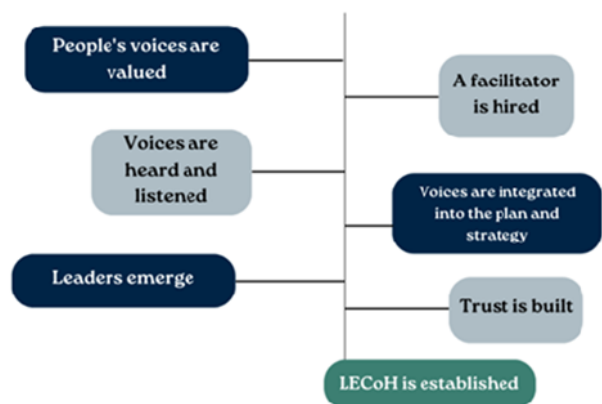 People's voices are
valued
A facilitator
is hired
Voices are
heard and
listened
Voices are integrated
into the plan and
strategy
Leaders emerge
Trust is built
LECoH is established